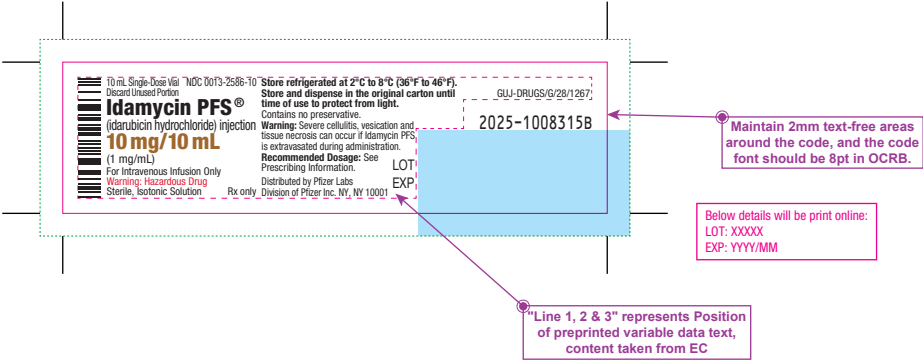 10 mL Single-Dose Vial NDC 0013-2586-10
Discard Unused Portion
Idamycin PFS®
(idarubicin hydrochloride) injection
10 mg/10 mL
(1 mg/mL)
For Intravenous Infusion Only
Warning: Hazardous Drug
Sterile, Isotonic Solution Rx only
Store refrigerated at 2°C to 8°C (36°F to 46°F).
Store and dispense in the original carton until
time of use to protect from light.
Contains no preservative.
Warning: Severe cellulitis, vesication and
tissue necrosis can occur if Idamycin PFS
is extravasated during administration.
Recommended Dosage: See
Prescribing Information.
Distributed by Pfizer Labs
Division of Pfizer Inc. NY, NY 10001
LOT
EXP
GUJ-DRUGS/G/28/1267
2025-1008315B
Maintain 2mm text-free areas
around the code, and the code
font should be 8pt in OCRB.
Below details will be print online:
LOT: XXXXX
EXP: YYYY/MM
"Line 1, 2 & 3" represents Position
of preprinted variable data text,
content taken from EC